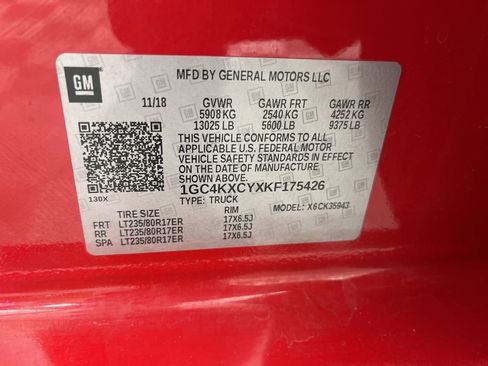 GM
MFD BY GENERAL MOTORS LLC
11/18 GVWR GAWR FRT GAWR RR
5908 KG 2540 KG 4252 KG
13025 LB 5600 LB 9375 LB
THIS VEHICLE CONFORMS TO ALL
APPLICABLE U.S. FEDERAL MOTOR
VEHICLE SAFETY STANDARDS IN EFFECT
ON THE DATE OF MANUFACTURE
SHOWN ABOVE.
1GC4KXCYXKF175426
130X TYPE: TRUCK MODEL: X6CK35943
TIRE SIZE RIM
FRT LT235/80R17ER 17X6.5J
RR LT235/80R17ER 17X6.5J
SPA LT235/80R17ER 17X6.5J